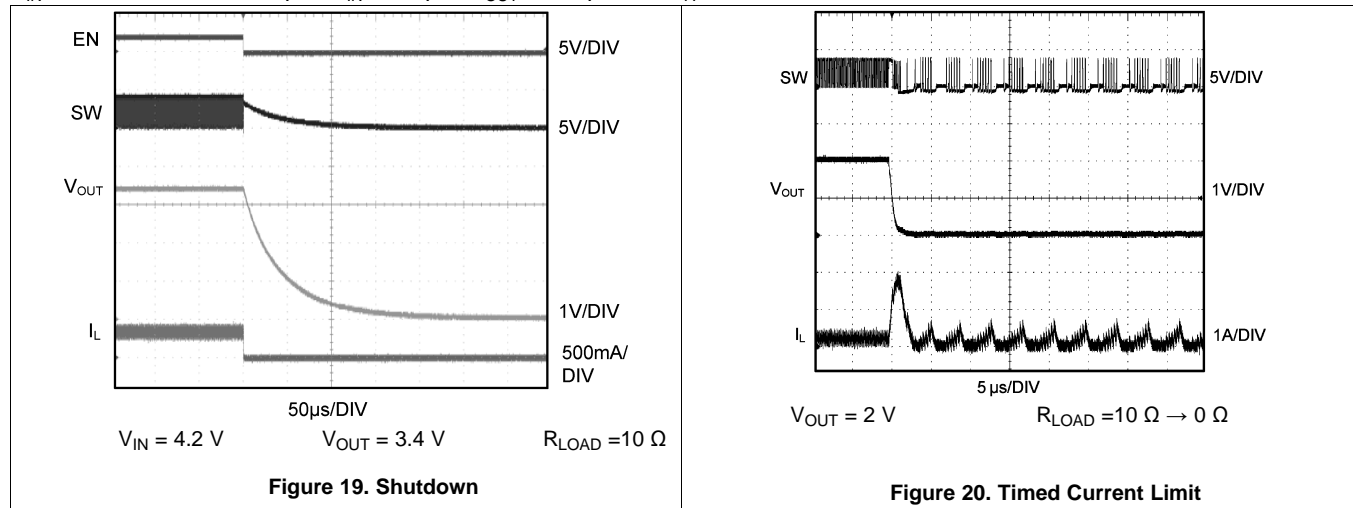 EN
5V/DIV
SW
5V/DIV
VOUT
1V/DIV
IL
500mA/
DIV
50µs/DIV
VIN = 4.2 V VOUT = 3.4 V RLOAD =10 Ω
Figure 19. Shutdown
SW
5V/DIV
VOUT
1V/DIV
IL
1A/DIV
5 µs/DIV
VOUT = 2 V RLOAD =10 Ω → 0 Ω
Figure 20. Timed Current Limit